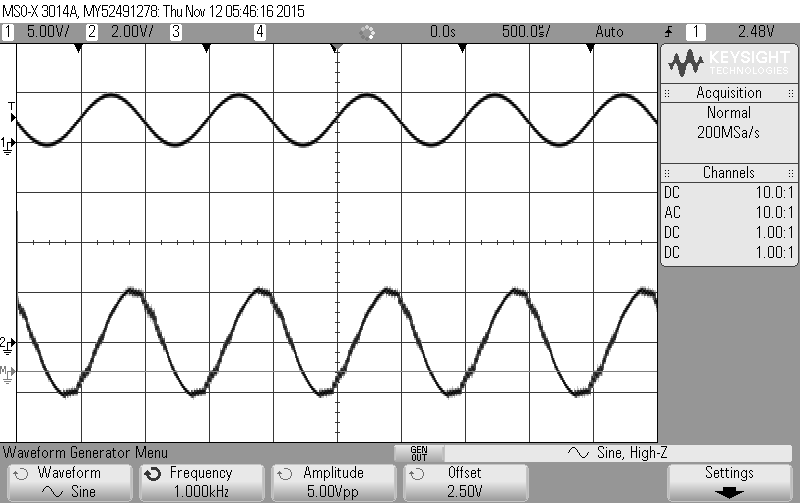 MSO-X 3014A, MY52491278: Thu Nov 12 05:46:16 2015
1 5.00V/ 2 2.00V/ 3 4 0.0s 500.0µ/ Auto 1 2.48V
KEYSIGHT
TECHNOLOGIES
Acquisition
Normal
200MSa/s
Channels
DC 10.0:1
AC 10.0:1
DC 1.00:1
DC 1.00:1
T
1
2
M
Waveform Generator Menu
GEN
OUT
Sine, High-Z
Waveform
Sine
Frequency
1.000kHz
Amplitude
5.00Vpp
Offset
2.50V
Settings